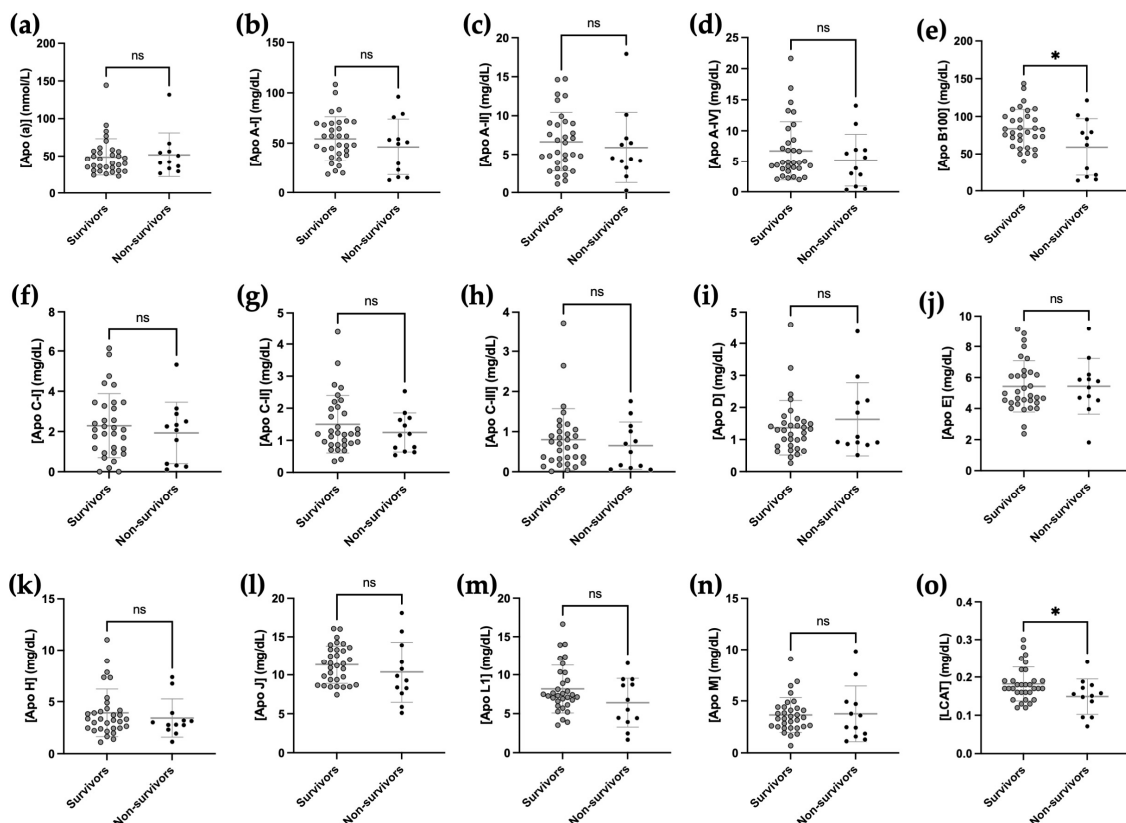 (a)
[Apo (a)] (nmol/L)
200
150
100
50
0
ns
Survivors
Non-survivors
(b)
[Apo A-I] (mg/dL)
150
100
50
0
ns
Survivors
Non-survivors
(c)
[Apo A-II] (mg/dL)
20
15
10
5
0
ns
Survivors
Non-survivors
(d)
[Apo A-IV] (mg/dL)
25
20
15
10
5
0
ns
Survivors
Non-survivors
(e)
[Apo B100] (mg/dL)
200
150
100
50
0
*
Survivors
Non-survivors
(f)
[Apo C-I] (mg/dL)
8
6
4
2
0
ns
Survivors
Non-survivors
(g)
[Apo C-II] (mg/dL)
5
4
3
2
1
0
ns
Survivors
Non-survivors
(h)
[Apo C-III] (mg/dL)
4
3
2
1
0
ns
Survivors
Non-survivors
(i)
[Apo D] (mg/dL)
5
4
3
2
1
0
ns
Survivors
Non-survivors
(j)
[Apo E] (mg/dL)
10
8
6
4
2
0
ns
Survivors
Non-survivors
(k)
[Apo H] (mg/dL)
15
10
5
0
ns
Survivors
Non-survivors
(l)
[Apo J] (mg/dL)
20
15
10
5
0
ns
Survivors
Non-survivors
(m)
[Apo L1] (mg/dL)
20
15
10
5
0
ns
Survivors
Non-survivors
(n)
[Apo M] (mg/dL)
15
10
5
0
ns
Survivors
Non-survivors
(o)
[LCAT] (mg/dL)
0.4
0.3
0.2
0.1
0.0
*
Survivors
Non-survivors